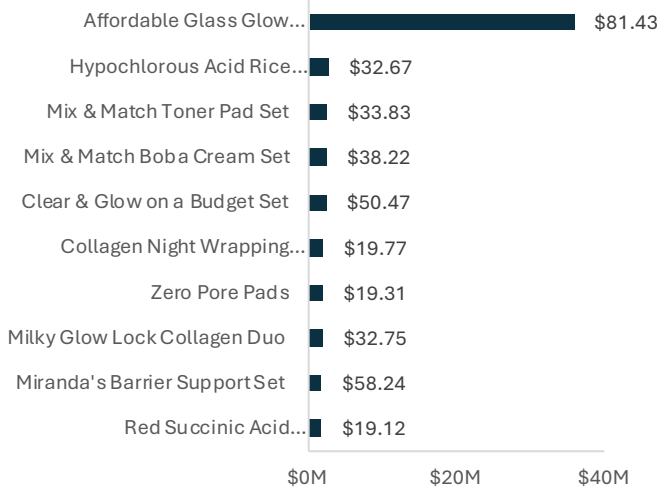 Affordable Glass Glow... $81.43
Hypochlorous Acid Rice... $32.67
Mix & Match Toner Pad Set $33.83
Mix & Match Boba Cream Set $38.22
Clear & Glow on a Budget Set $50.47
Collagen Night Wrapping... $19.77
Zero Pore Pads $19.31
Milky Glow Lock Collagen Duo $32.75
Miranda's Barrier Support Set $58.24
Red Succinic Acid... $19.12
$0M $20M $40M